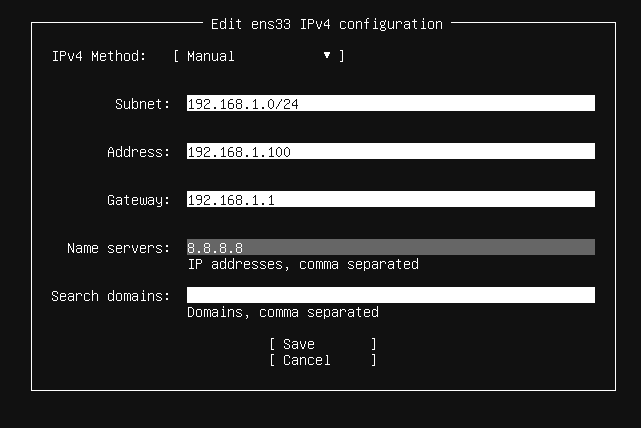 Edit ens33 IPv4 configuration
IPv4 Method: [ Manual ▼ ]
Subnet: 192.168.1.0/24
Address: 192.168.1.100
Gateway: 192.168.1.1
Name servers: 8.8.8.8
IP addresses, comma separated
Search domains:
Domains, comma separated
[ Save ]
[ Cancel ]